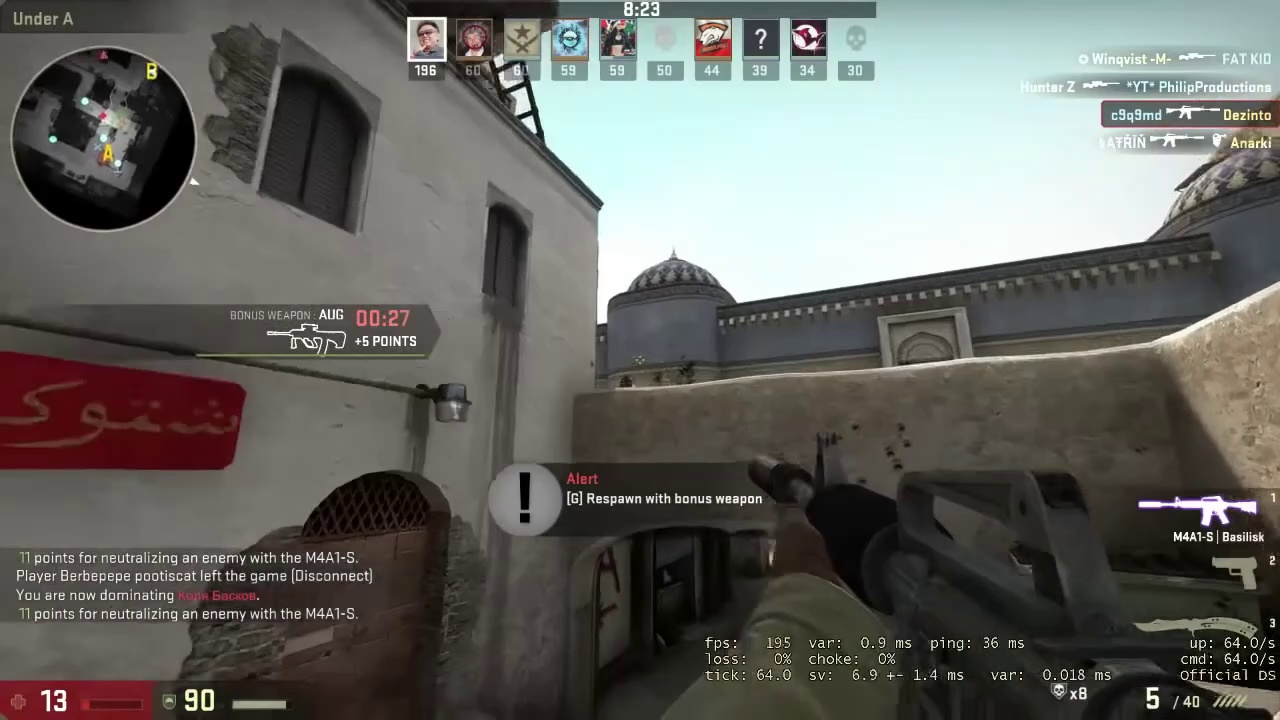 Under A
8:23
B
A
196 60 60 59 59 50 44 39 34 30
?
Winqvist -M- FAT KID
Hunter Z *YT* PhilipProductions
c9q9md Dezinto
Anarki
BONUS WEAPON : AUG 00:27
+5 POINTS
شتوك
Alert
[G] Respawn with bonus weapon
1
M4A1-S | Basilisk
2
3
11 points for neutralizing an enemy with the M4A1-S.
Player Berbepepe pootiscat left the game (Disconnect)
You are now dominating Коля Басков.
11 points for neutralizing an enemy with the M4A1-S.
fps: 195 var: 0.9 ms ping: 36 ms up: 64.0/s
loss: 0% choke: 0% cmd: 64.0/s
tick: 64.0 sv: 6.9 +- 1.4 ms var: 0.018 ms Official DS
13 90 x8 5 / 40